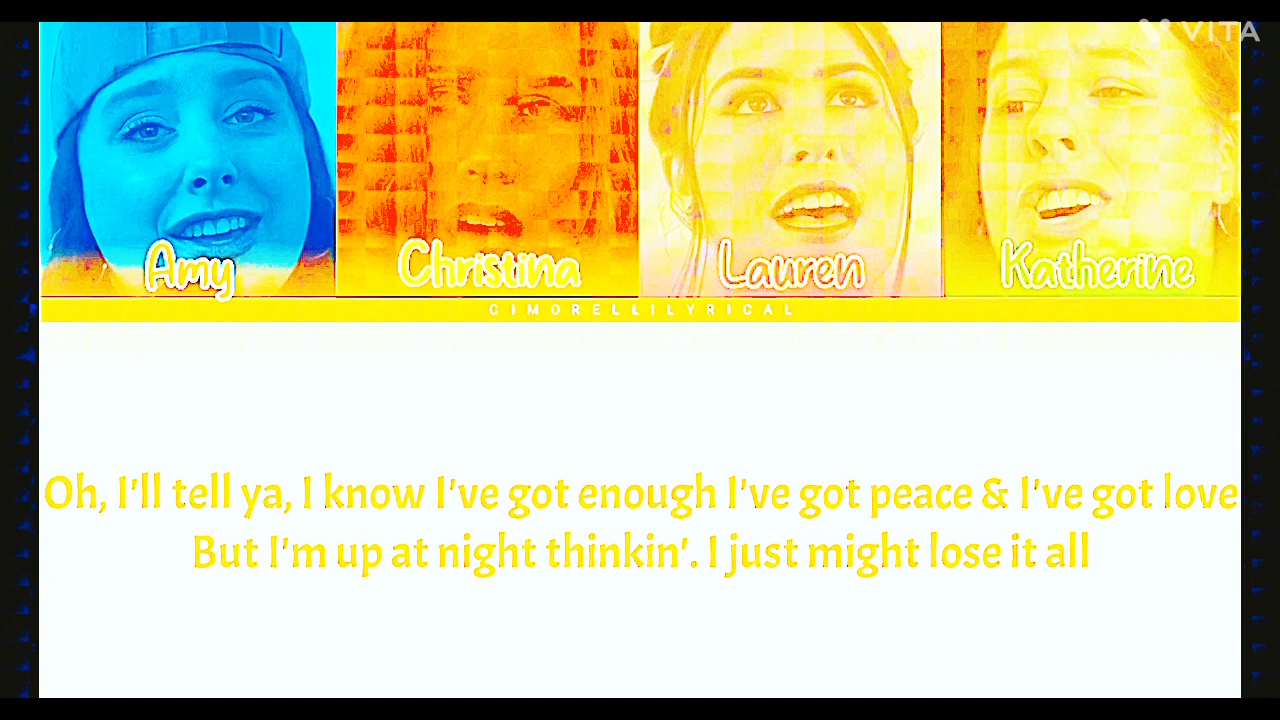 VITA
Amy Christina Lauren Katherine
CIMORELLILYRICAL
Oh, I'll tell ya, I know I've got enough I've got peace & I've got love
But I'm up at night thinkin'. I just might lose it all